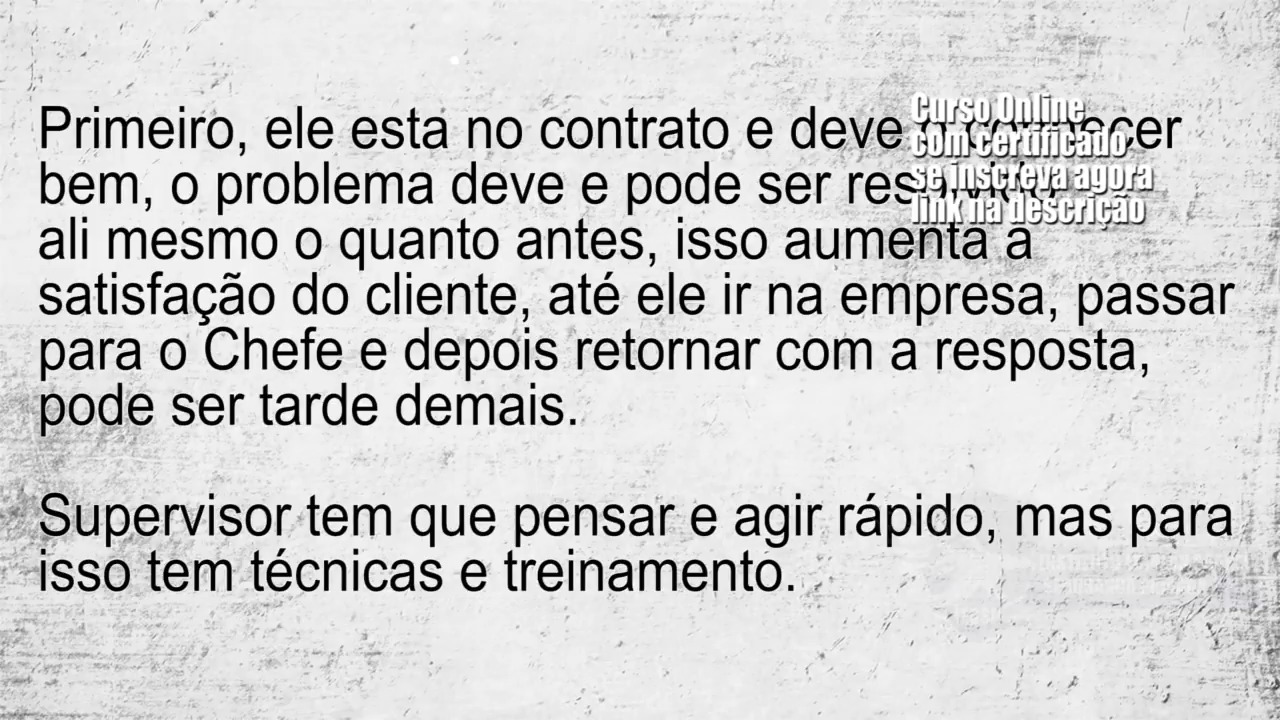 Primeiro, ele esta no contrato e deve
bem, o problema deve e pode ser
ali mesmo o quanto antes, isso aumenta a
satisfação do cliente, até ele ir na empresa, passar
para o Chefe e depois retornar com a resposta,
pode ser tarde demais.
Supervisor tem que pensar e agir rápido, mas para
isso tem técnicas e treinamento.
Curso Online
com certificado
se inscreva agora
link na descrição